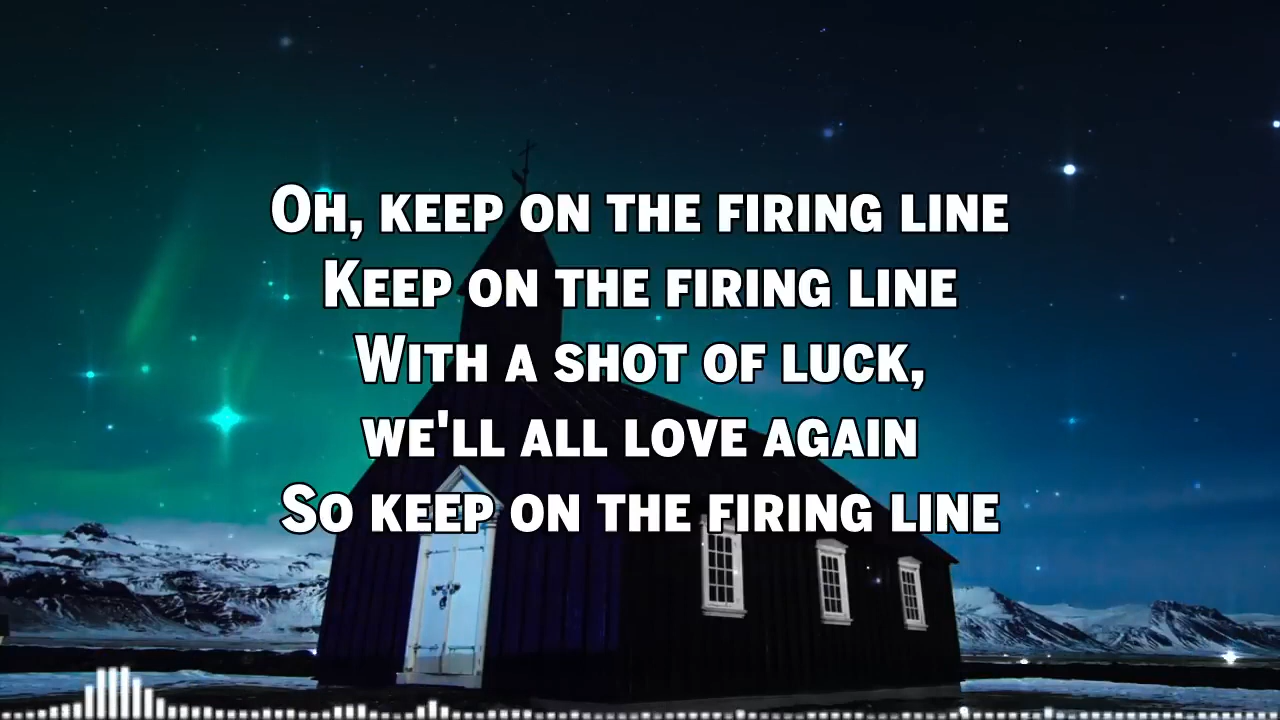 Oh, keep on the firing line
Keep on the firing line
With a shot of luck,
we'll all love again
So keep on the firing line